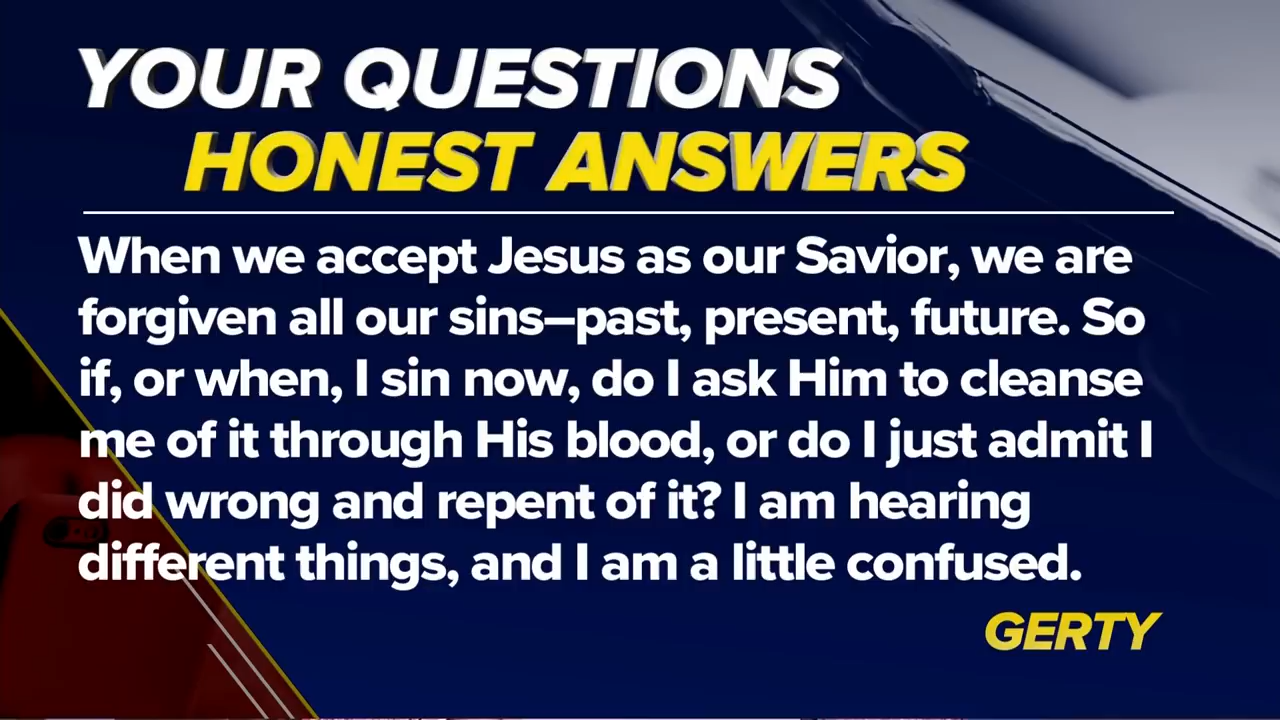 YOUR QUESTIONS
HONEST ANSWERS
When we accept Jesus as our Savior, we are
forgiven all our sins–past, present, future. So
if, or when, I sin now, do I ask Him to cleanse
me of it through His blood, or do I just admit I
did wrong and repent of it? I am hearing
different things, and I am a little confused.
GERTY